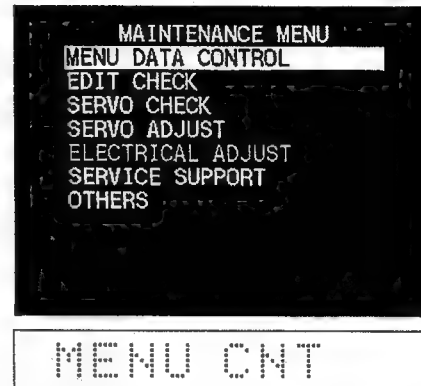 MAINTENANCE MENU
MENU DATA CONTROL
EDIT CHECK
SERVO CHECK
SERVO ADJUST
ELECTRICAL ADJUST
SERVICE SUPPORT
OTHERS
MENU CNT